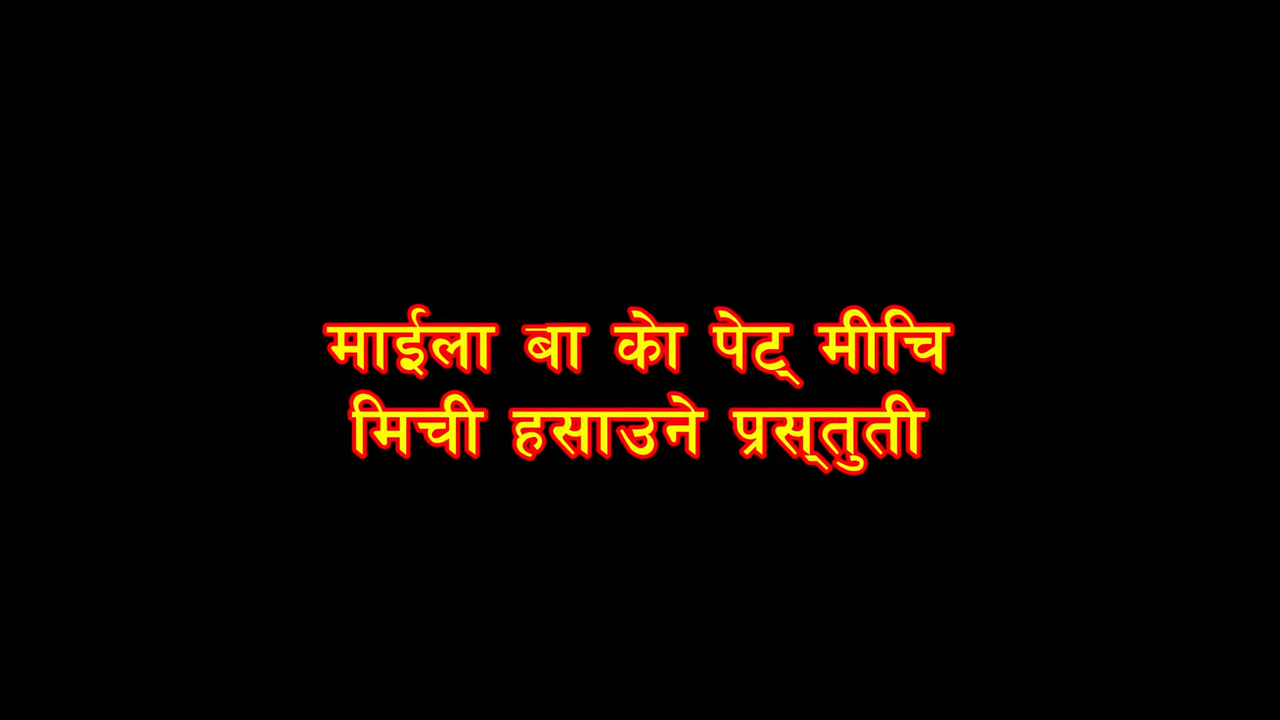 माईला बा काे पेट् मीचि
मिची हसाउने प्रस्तुती